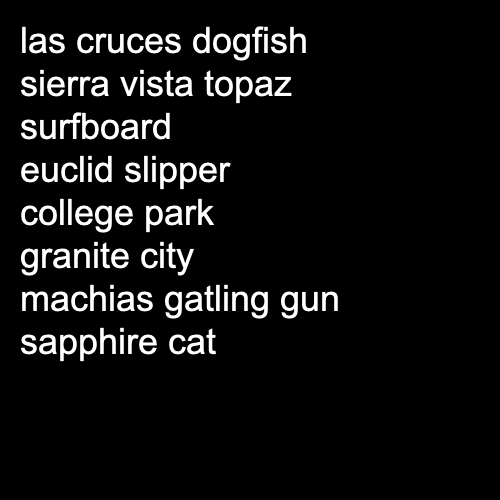 las cruces dogfish
sierra vista topaz
surfboard
euclid slipper
college park
granite city
machias gatling gun
sapphire cat